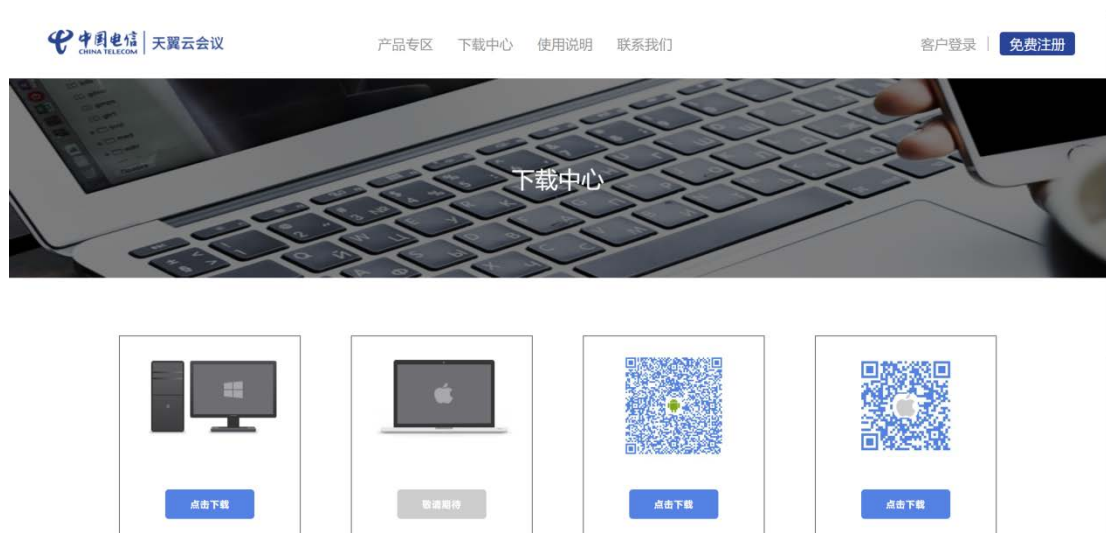 中国电信 CHINA TELECOM 天翼云会议
产品专区 下载中心 使用说明 联系我们
客户登录 免费注册
下载中心
点击下载 敬请期待 点击下载 点击下载